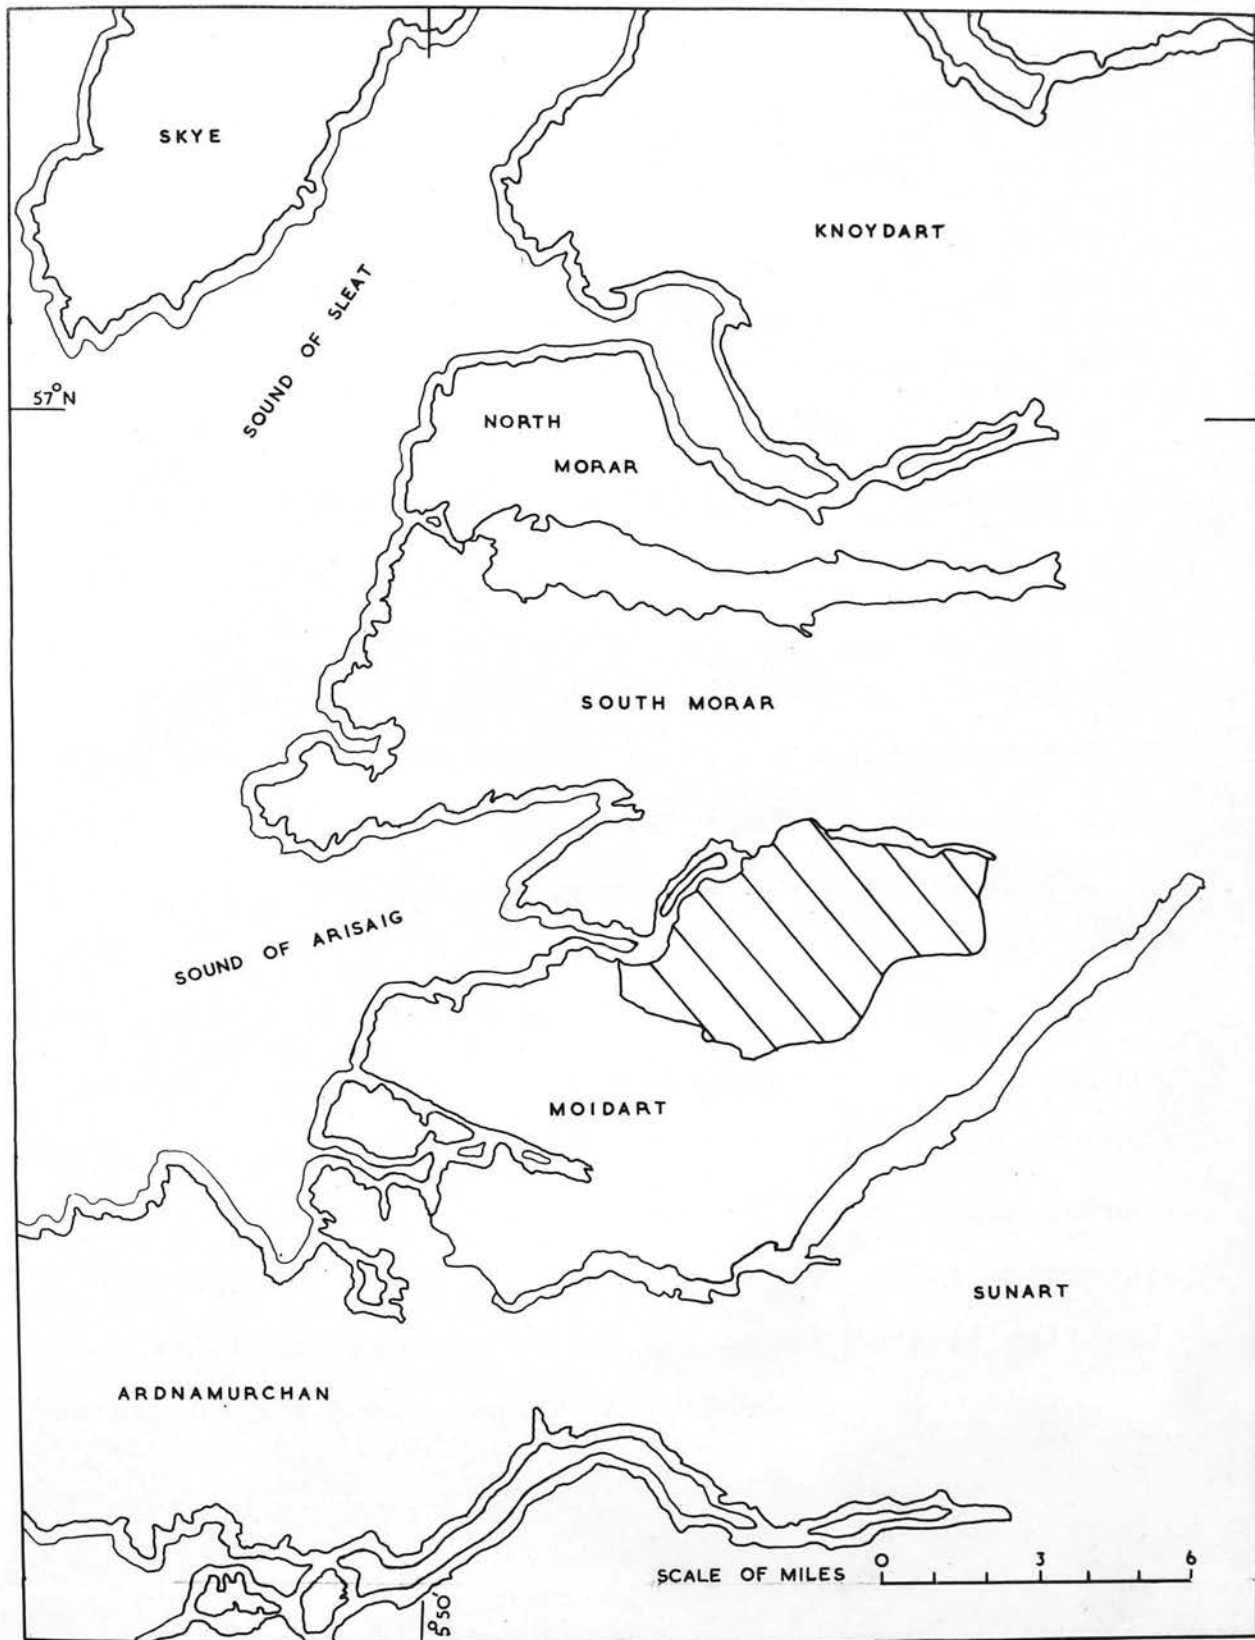 SKYE
KNOYDART
SOUND OF SLEAT
57°N
NORTH
MORAR
SOUTH MORAR
SOUND OF ARISAIG
MOIDART
SUNART
ARDNAMURCHAN
0 3 6
SCALE OF MILES
5°50'